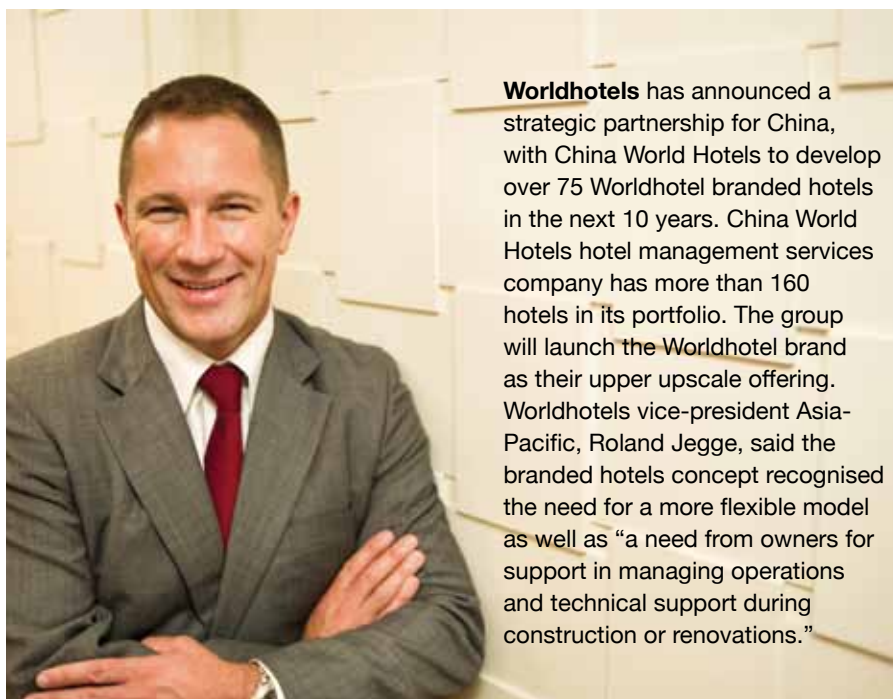 Worldhotels has announced a
strategic partnership for China,
with China World Hotels to develop
over 75 Worldhotel branded hotels
in the next 10 years. China World
Hotels hotel management services
company has more than 160
hotels in its portfolio. The group
will launch the Worldhotel brand
as their upper upscale offering.
Worldhotels vice-president Asia-
Pacific, Roland Jegge, said the
branded hotels concept recognised
the need for a more flexible model
as well as “a need from owners for
support in managing operations
and technical support during
construction or renovations.”